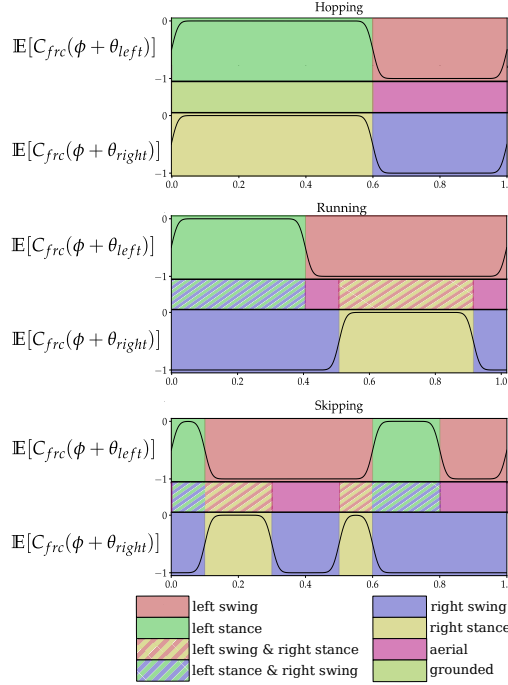 Hopping
0
𝔼[C_frc(ϕ + θ_left)]
−1
0
𝔼[C_frc(ϕ + θ_right)]
−1
0.0 0.2 0.4 0.6 0.8 1.
Running
0
𝔼[C_frc(ϕ + θ_left)]
−1
0
𝔼[C_frc(ϕ + θ_right)]
−1
0.0 0.2 0.4 0.6 0.8 1.0
Skipping
0
𝔼[C_frc(ϕ + θ_left)]
−1
0
𝔼[C_frc(ϕ + θ_right)]
−1
0.0 0.2 0.4 0.6 0.8 1.
left swing right swing
left stance right stance
left swing & right stance aerial
left stance & right swing grounded